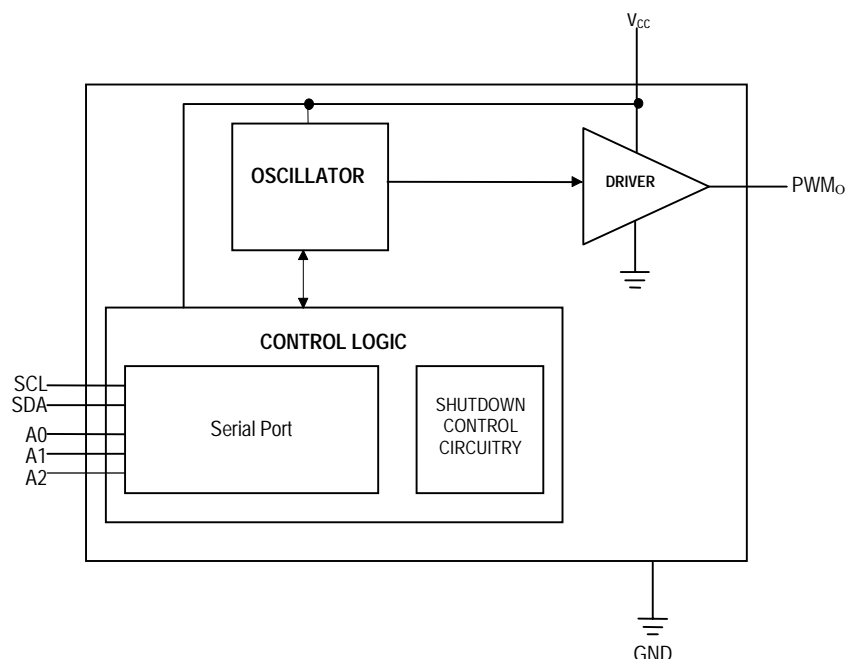 VCC
OSCILLATOR
DRIVER
PWMO
CONTROL LOGIC
SCL
SDA
A0
A1
A2
Serial Port
SHUTDOWN
CONTROL
CIRCUITRY
GND